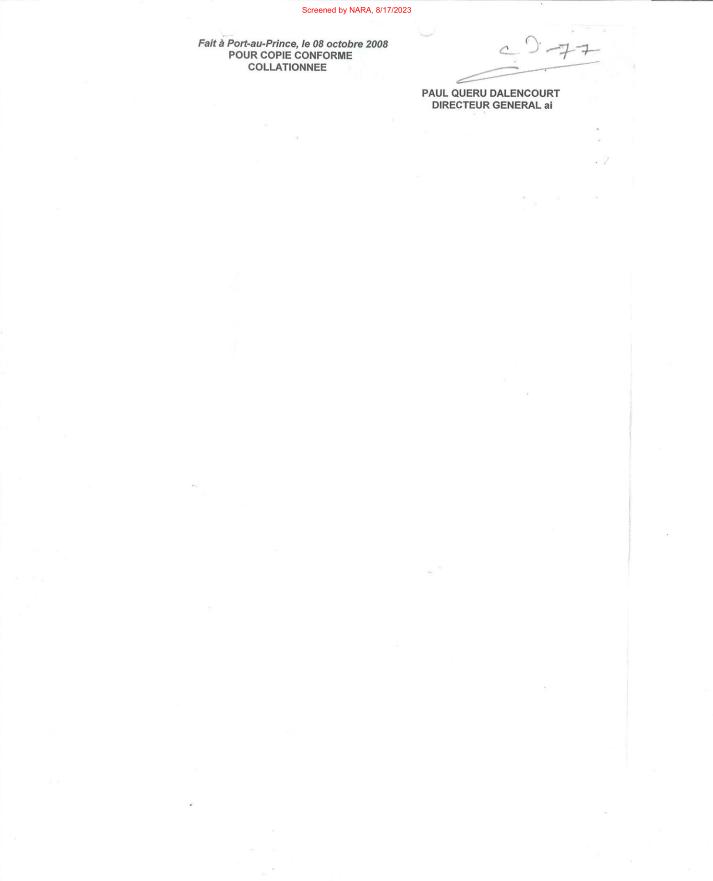 Screened by NARA, 8/17/2023
Fait à Port-au-Prince, le 08 octobre 2008
POUR COPIE CONFORME
COLLATIONNEE
PAUL QUERU DALENCOURT
DIRECTEUR GENERAL ai